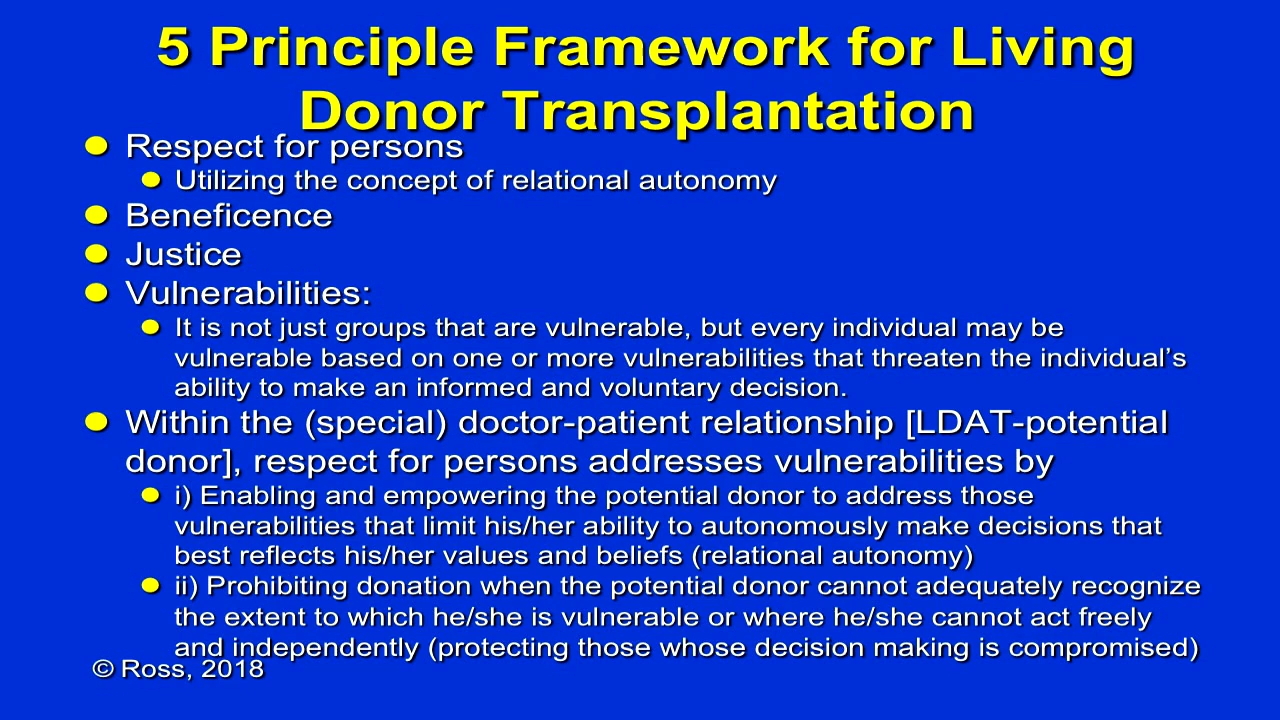 5 Principle Framework for Living
Donor Transplantation
Respect for persons
Utilizing the concept of relational autonomy
Beneficence
Justice
Vulnerabilities:
It is not just groups that are vulnerable, but every individual may be
vulnerable based on one or more vulnerabilities that threaten the individual’s
ability to make an informed and voluntary decision.
Within the (special) doctor-patient relationship [LDAT-potential
donor], respect for persons addresses vulnerabilities by
i) Enabling and empowering the potential donor to address those
vulnerabilities that limit his/her ability to autonomously make decisions that
best reflects his/her values and beliefs (relational autonomy)
ii) Prohibiting donation when the potential donor cannot adequately recognize
the extent to which he/she is vulnerable or where he/she cannot act freely
and independently (protecting those whose decision making is compromised)
© Ross, 2018